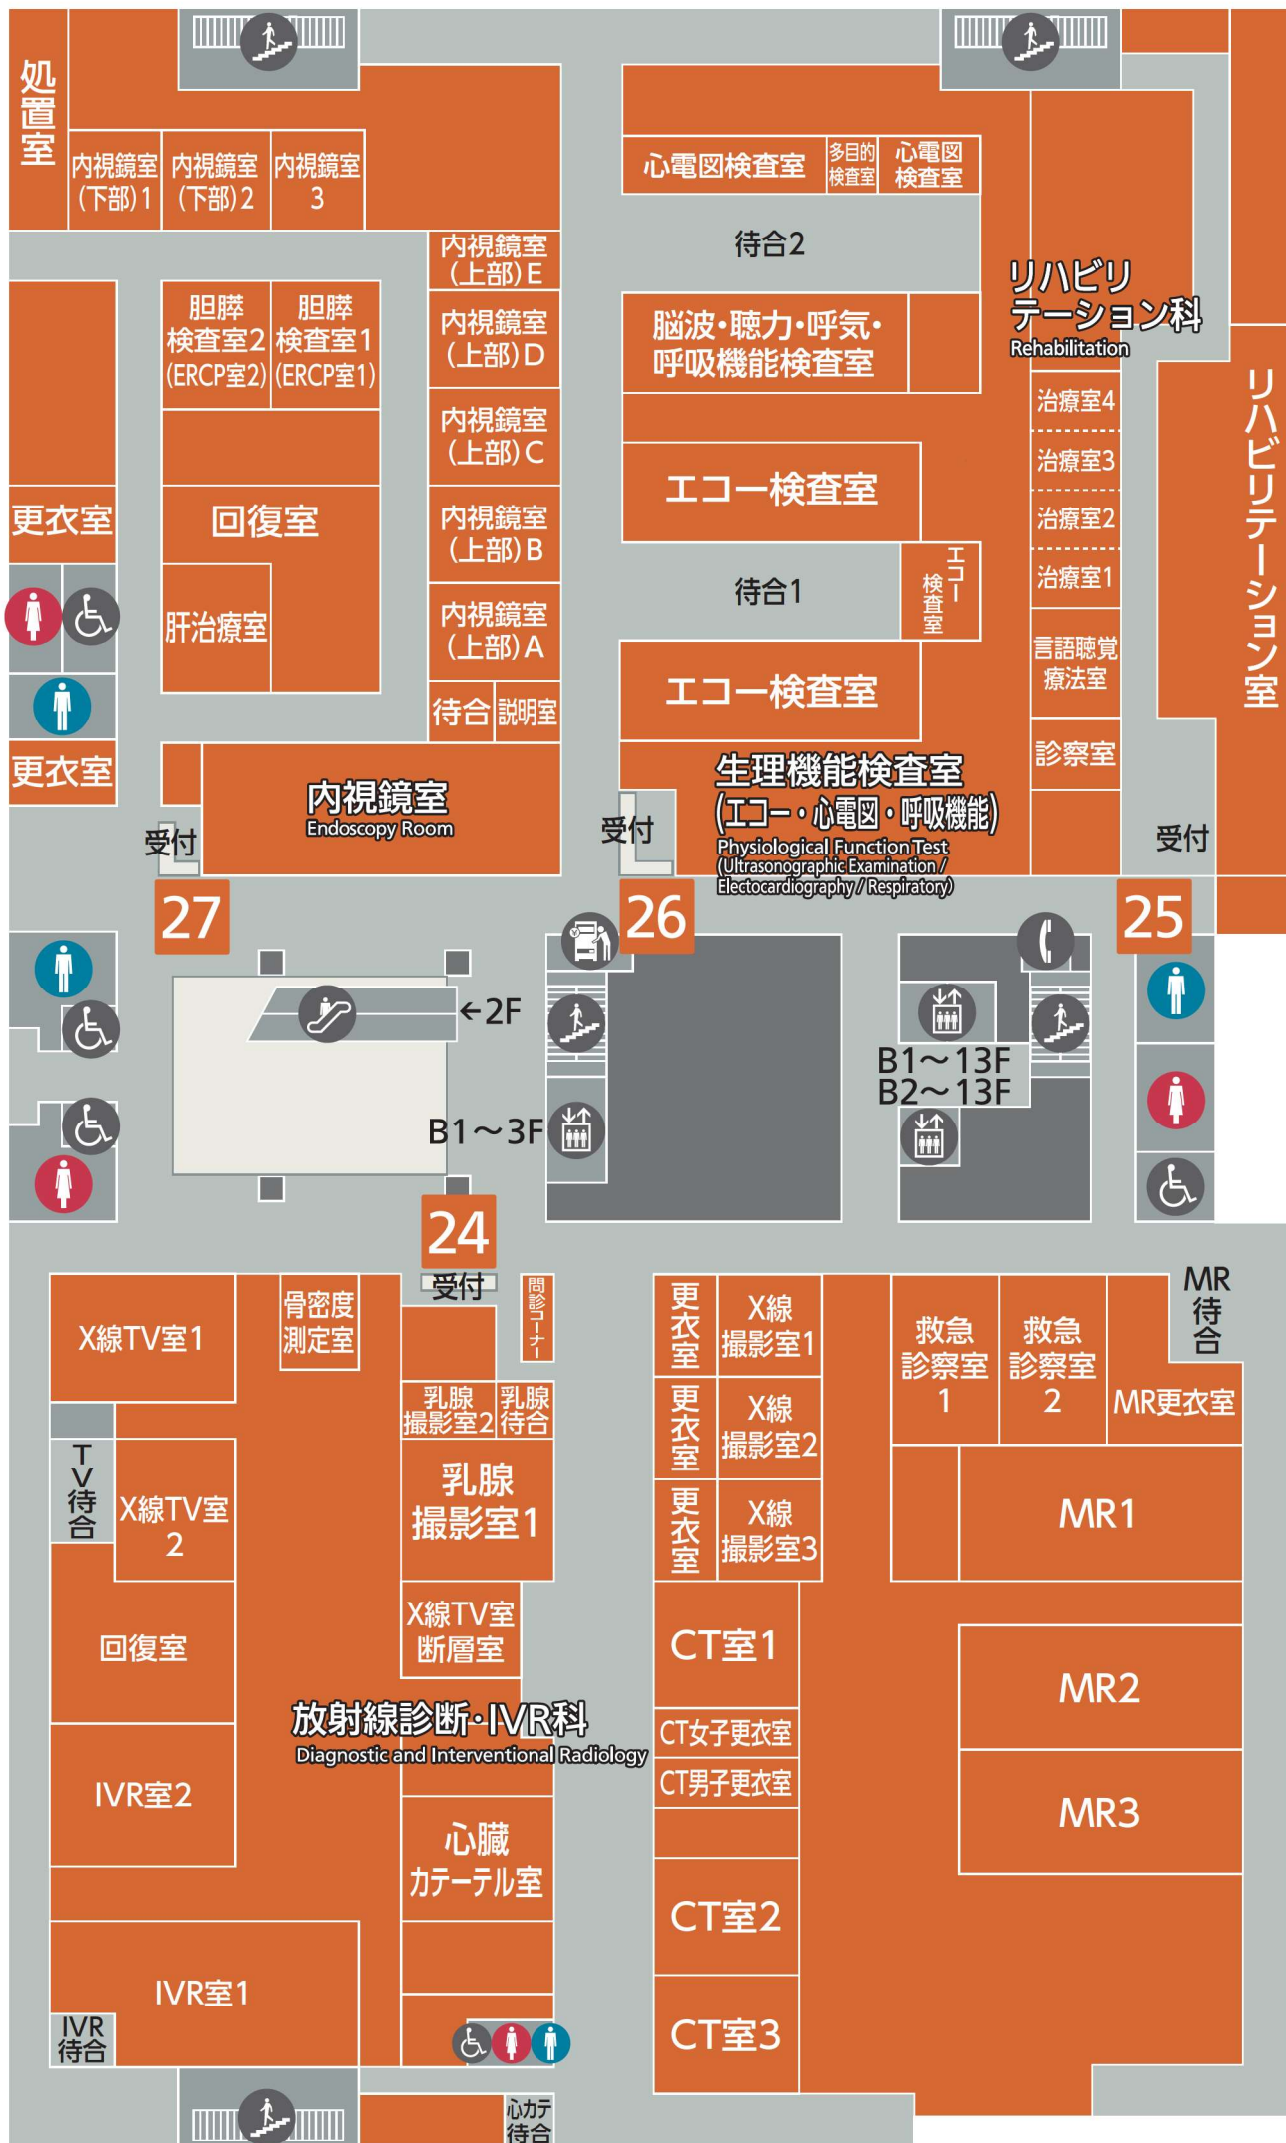 処置室
内視鏡室
(下部)1
内視鏡室
(下部)2
内視鏡室
3
心電図検査室
多目的
検査室
心電図
検査室
待合2
内視鏡室
(上部)E
胆膵
検査室2
(ERCP室2)
胆膵
検査室1
(ERCP室1)
内視鏡室
(上部)D
脳波・聴力・呼気・
呼吸機能検査室
リハビリ
テーション科
Rehabilitation
内視鏡室
(上部)C
治療室4
治療室3
治療室2
治療室1
リハビリテーション室
エコー検査室
更衣室
回復室
内視鏡室
(上部)B
待合1
エコー
検査室
肝治療室
内視鏡室
(上部)A
言語聴覚
療法室
エコー検査室
待合
説明室
診察室
更衣室
内視鏡室
Endoscopy Room
生理機能検査室
(エコー・心電図・呼吸機能)
Physiological Function Test
(Ultrasonographic Examination /
Electocardiography / Respiratory)
受付
受付
受付
27
26
25
←2F
B1～13F
B2～13F
B1～3F
24
受付
問診コーナー
X線TV室1
骨密度
測定室
更衣室
X線
撮影室1
救急
診察室
1
救急
診察室
2
MR
待合
MR更衣室
乳腺
撮影室2
乳腺
待合
更衣室
X線
撮影室2
TV待合
X線TV室
2
乳腺
撮影室1
更衣室
X線
撮影室3
MR1
回復室
X線TV室
断層室
CT室1
MR2
放射線診断・IVR科
Diagnostic and Interventional Radiology
CT女子更衣室
CT男子更衣室
IVR室2
MR3
心臓
カテーテル室
CT室2
IVR室1
CT室3
IVR
待合
心カテ
待合